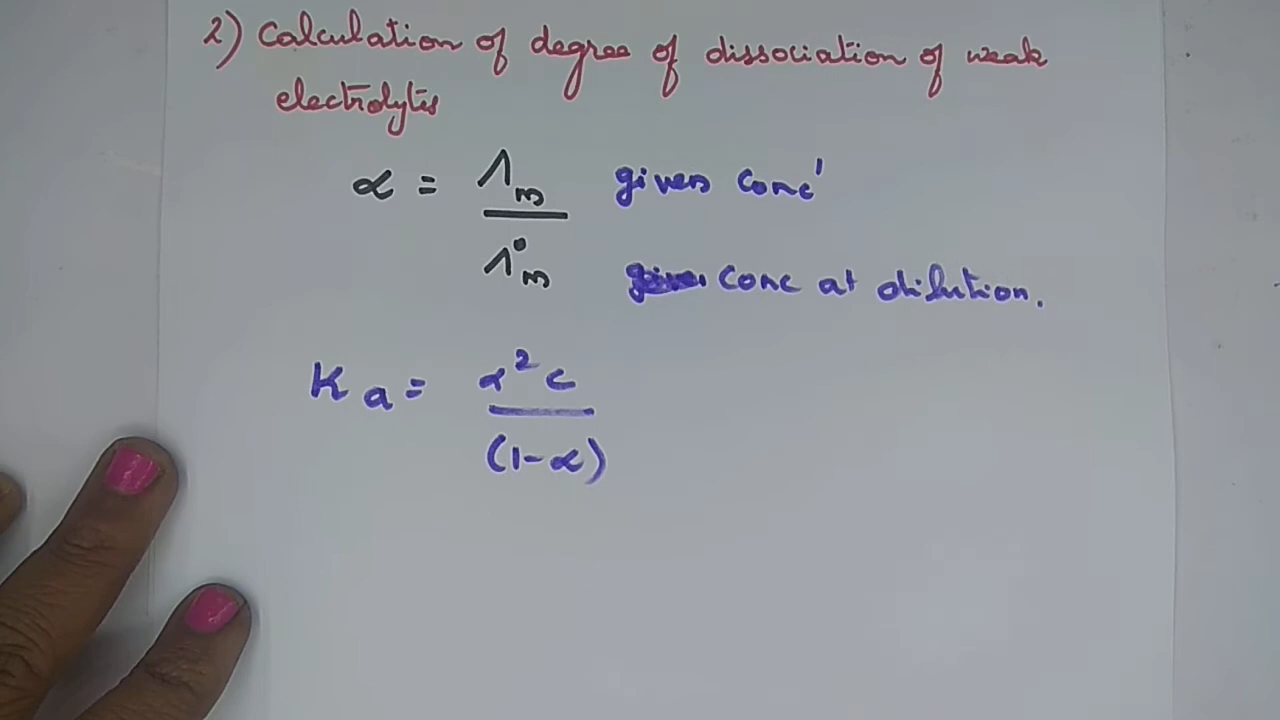 2) Calculation of degree of dissociation of weak
electrolytes
α = Λm / Λ°m
given conc'
conc at dilution.
Ka = α²c / (1-α)